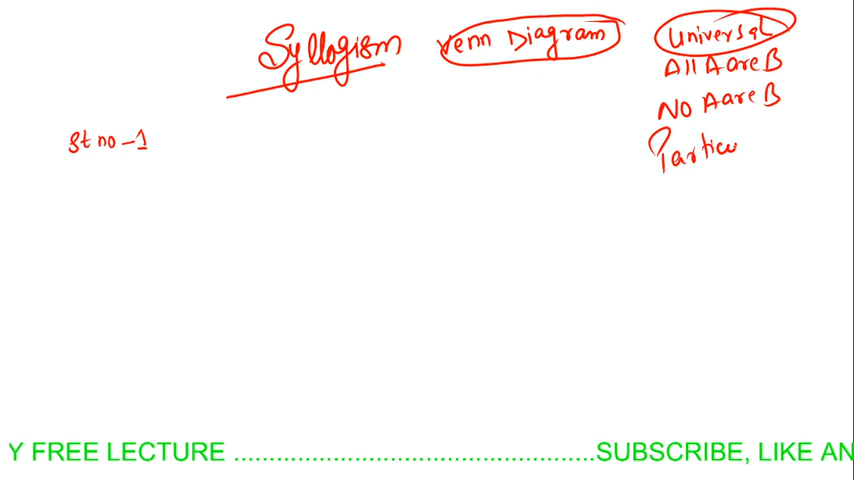 Syllogism Venn Diagram Universal
All A are B
NO A are B
St no - 1
Particu
Y FREE LECTURE ..................................................SUBSCRIBE, LIKE AN